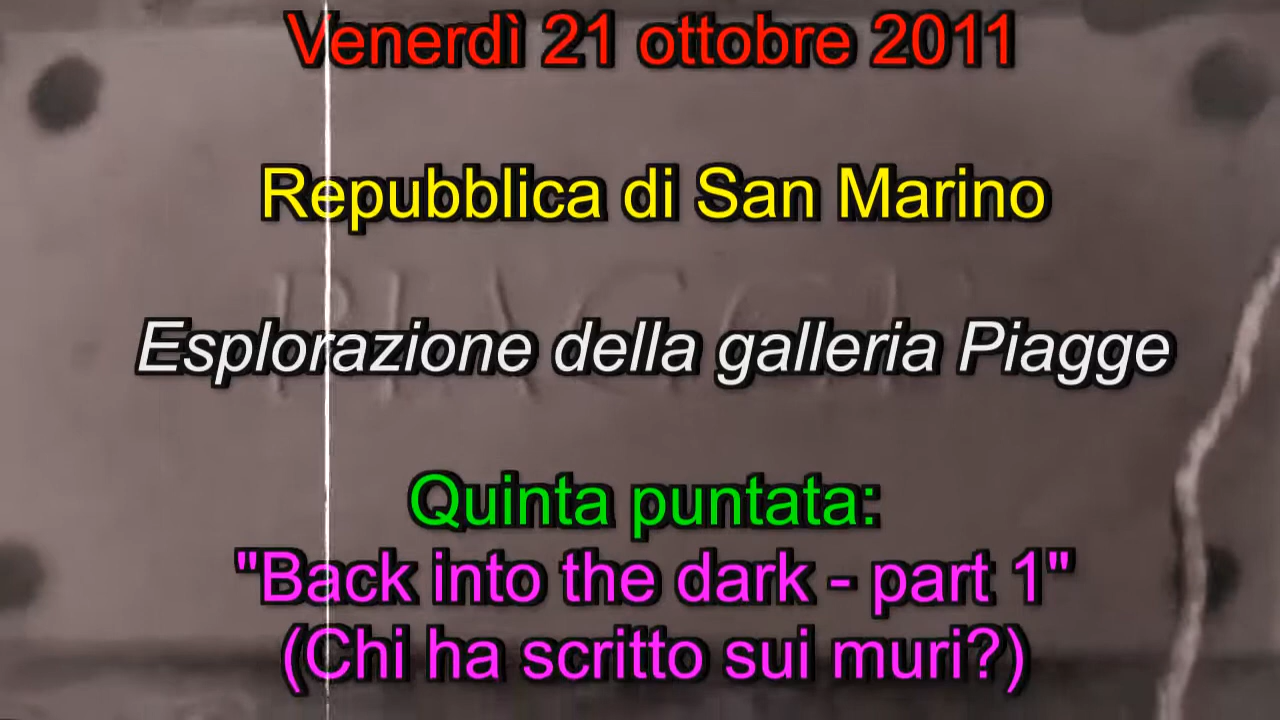 Venerdì 21 ottobre 2011
Repubblica di San Marino
PIAGGE
Esplorazione della galleria Piagge
Quinta puntata:
"Back into the dark - part 1"
(Chi ha scritto sui muri?)